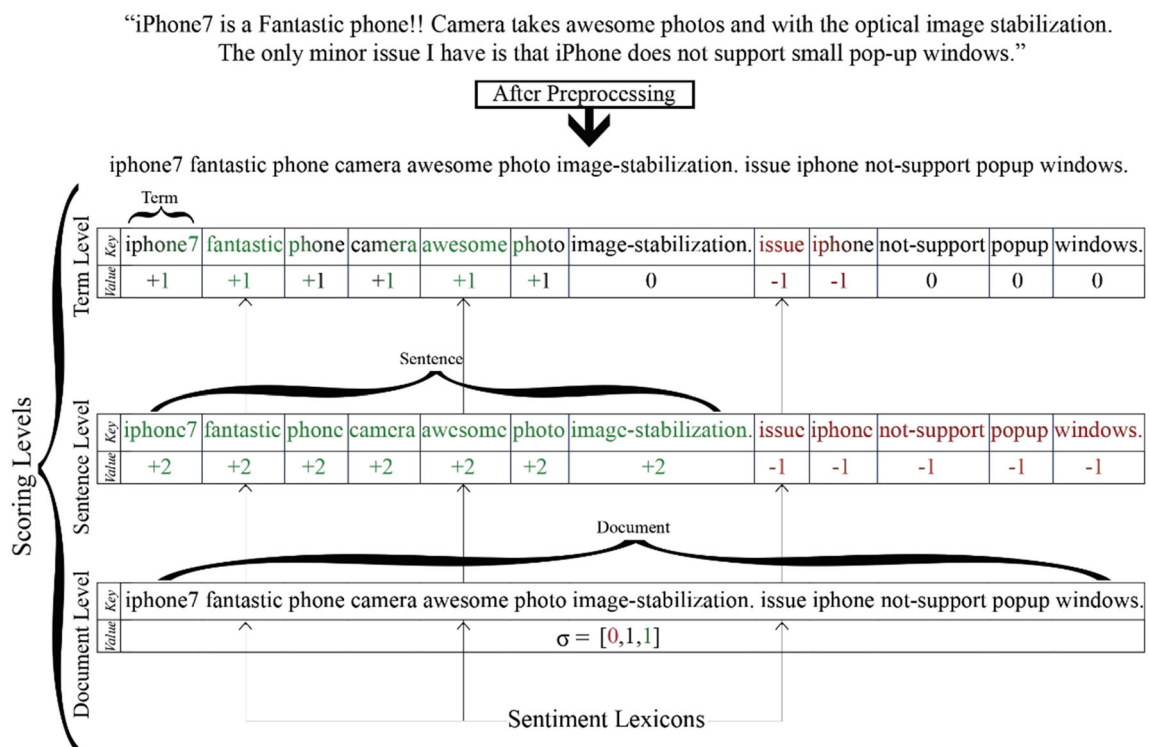 “iPhone7 is a Fantastic phone!! Camera takes awesome photos and with the optical image stabilization.
The only minor issue I have is that iPhone does not support small pop-up windows.”
After Preprocessing
iphone7 fantastic phone camera awesome photo image-stabilization. issue iphone not-support popup windows.
Scoring Levels
Term
Term Level
Key iphone7 fantastic phone camera awesome photo image-stabilization. issue iphone not-support popup windows.
Value +1 +1 +1 +1 +1 +1 0 -1 -1 0 0 0
Sentence
Sentence Level
Key iphone7 fantastic phone camera awesome photo image-stabilization. issue iphone not-support popup windows.
Value +2 +2 +2 +2 +2 +2 +2 -1 -1 -1 -1 -1
Document
Document Level
Key iphone7 fantastic phone camera awesome photo image-stabilization. issue iphone not-support popup windows.
Value σ = [0,1,1]
Sentiment Lexicons